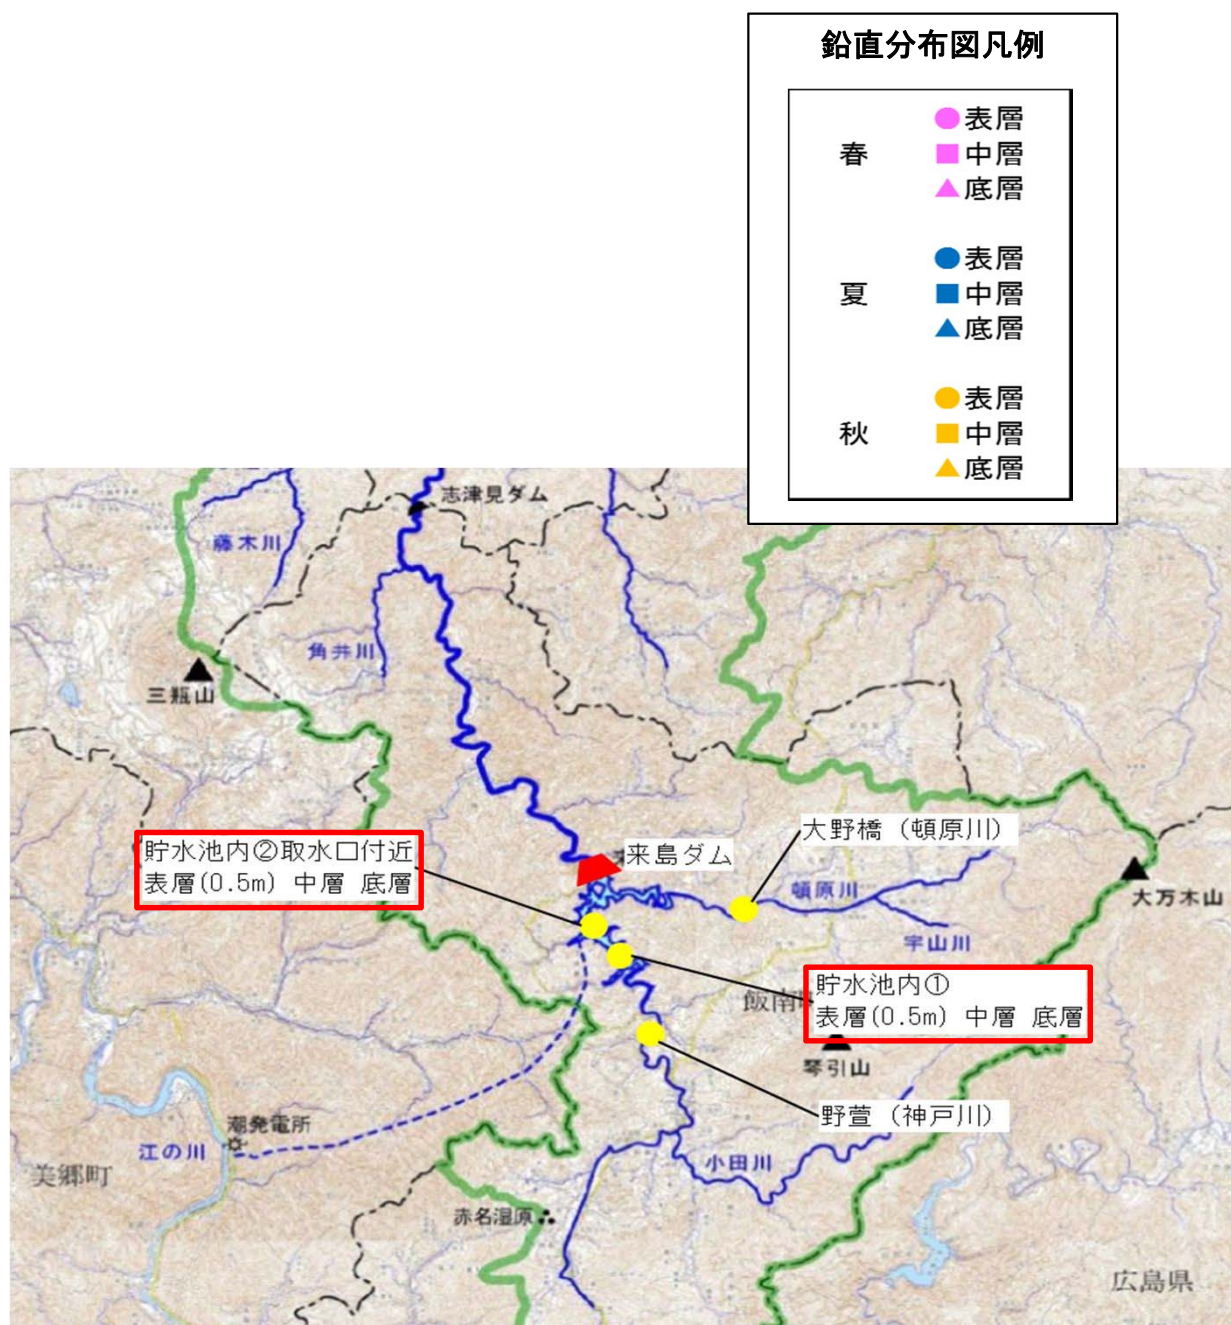 鉛直分布図凡例
春
●表層
■中層
▲底層
夏
●表層
■中層
▲底層
秋
●表層
■中層
▲底層
志津見ダム
藤木川
角井川
三瓶山
大野橋（頓原川）
貯水池内②取水口付近
表層(0.5m) 中層 底層
来島ダム
頓原川
大万木山
宇山川
貯水池内①
表層(0.5m) 中層 底層
飯南
琴引山
野萱（神戸川）
潮発電所
江の川
小田川
美郷町
赤名湿原
広島県